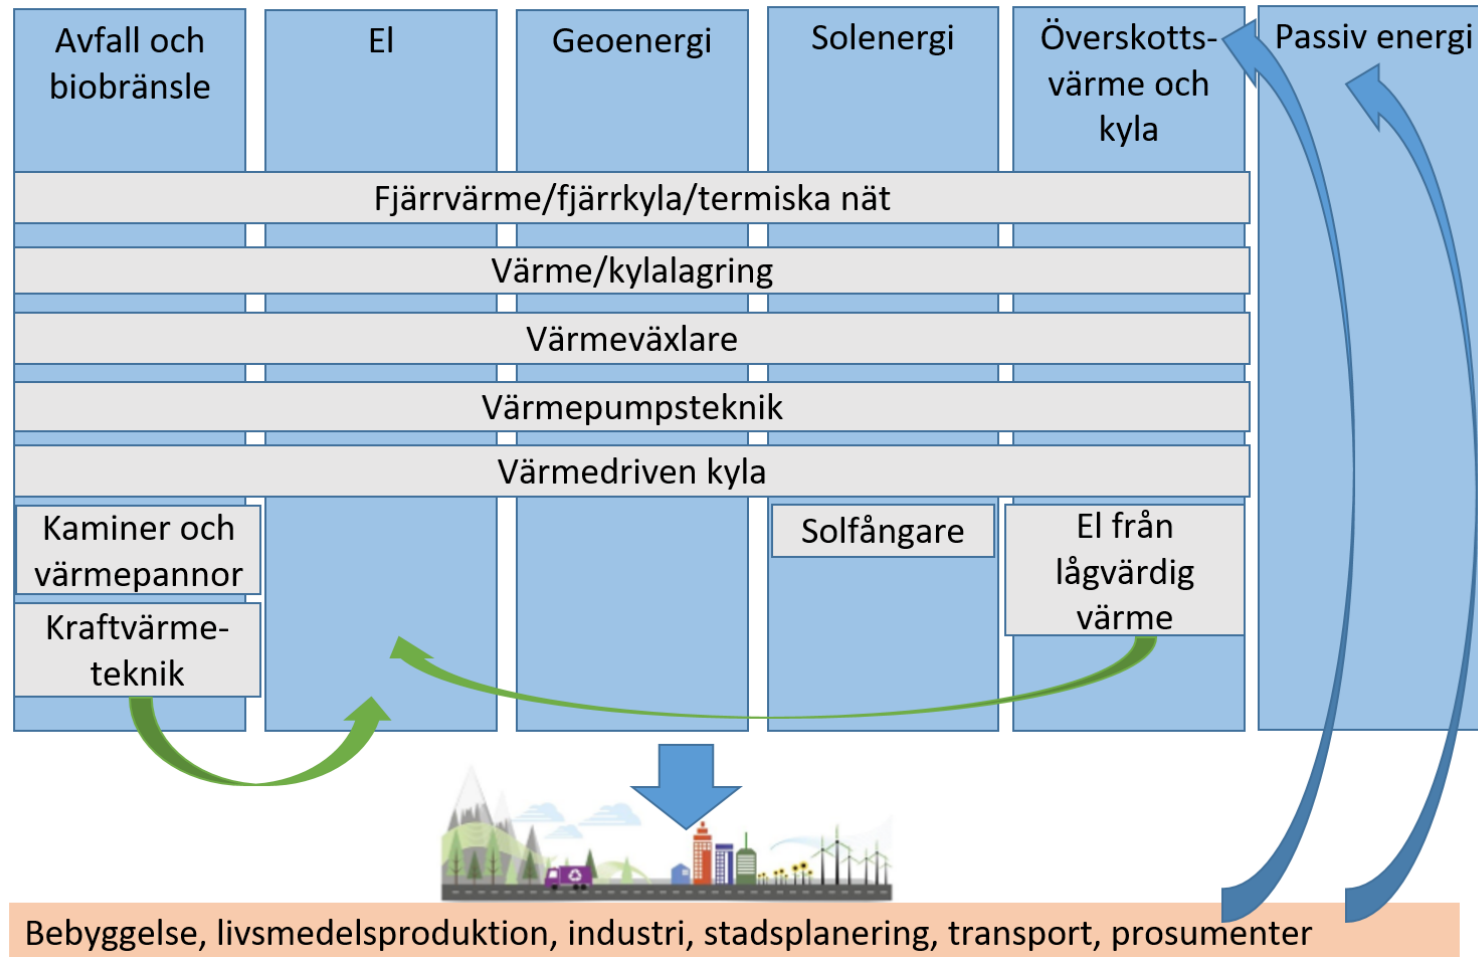 Avfall och
biobränsle
El
Geoenergi
Solenergi
Överskotts-
värme och
kyla
Passiv energi
Fjärrvärme/fjärrkyla/termiska nät
Värme/kylalagring
Värmeväxlare
Värmepumpsteknik
Värmedriven kyla
Kaminer och
värmepannor
Kraftvärme-
teknik
Solfångare
El från
lågvärdig
värme
Bebyggelse, livsmedelsproduktion, industri, stadsplanering, transport, prosumenter